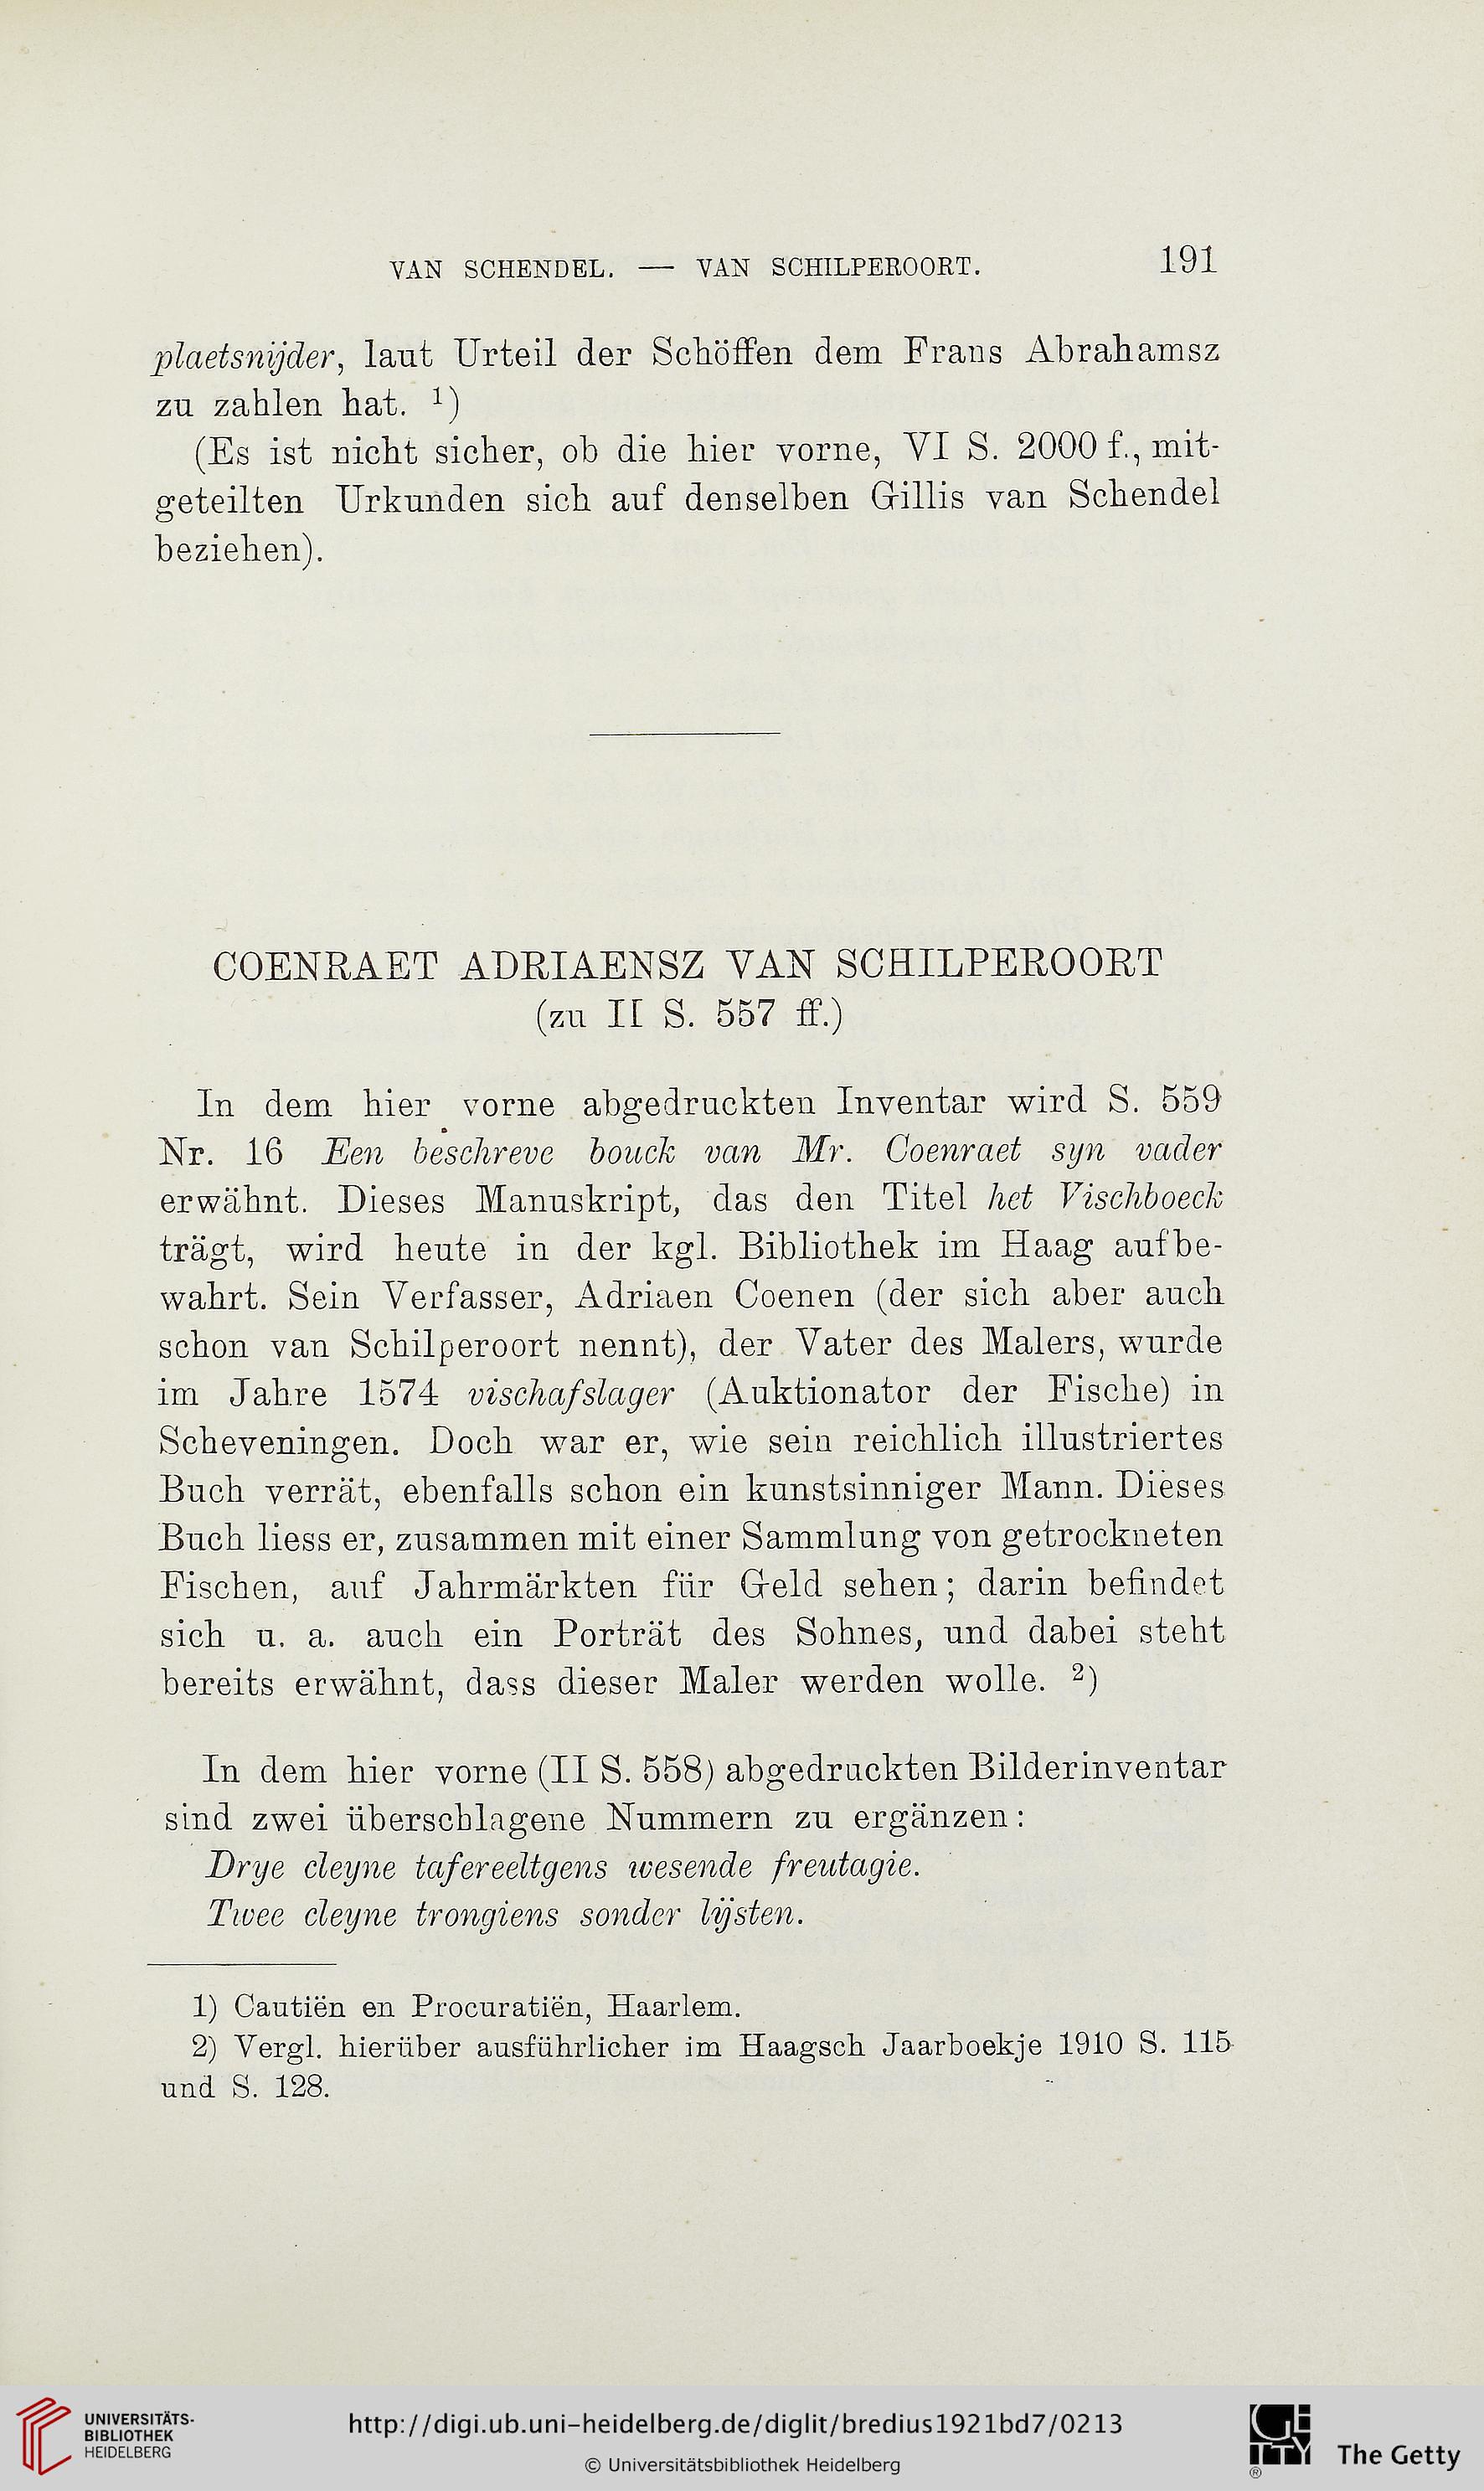 VAN SCHENDEL. — VAN SCHILPEROORT. 191
plaetsnijder, laut Urteil der Schöffen dem Frans Abrahamsz
zu zahlen hat. ¹)
(Es ist nicht sicher, ob die hier vorne, VI S. 2000 f., mit-
geteilten Urkunden sich auf denselben Gillis van Schendel
beziehen).
COENRAET ADRIAENSZ VAN SCHILPEROORT
(zu II S. 557 ff.)
In dem hier vorne abgedruckten Inventar wird S. 559
Nr. 16 Een beschreve bouck van Mr. Coenraet syn vader
erwähnt. Dieses Manuskript, das den Titel het Vischboeck
trägt, wird heute in der kgl. Bibliothek im Haag aufbe-
wahrt. Sein Verfasser, Adriaen Coenen (der sich aber auch
schon van Schilperoort nennt), der Vater des Malers, wurde
im Jahre 1574 vischafslager (Auktionator der Fische) in
Scheveningen. Doch war er, wie sein reichlich illustriertes
Buch verrät, ebenfalls schon ein kunstsinniger Mann. Dieses
Buch liess er, zusammen mit einer Sammlung von getrockneten
Fischen, auf Jahrmärkten für Geld sehen; darin befindet
sich u. a. auch ein Porträt des Sohnes, und dabei steht
bereits erwähnt, dass dieser Maler werden wolle. ²)
In dem hier vorne (II S. 558) abgedruckten Bilderinventar
sind zwei überschlagene Nummern zu ergänzen:
Drye cleyne tafereeltgens wesende freutagie.
Twee cleyne trongiens sonder lijsten.
1) Cautiën en Procuratiën, Haarlem.
2) Vergl. hierüber ausführlicher im Haagsch Jaarboekje 1910 S. 115
und S. 128.
UNIVERSITÄTS-
BIBLIOTHEK
HEIDELBERG
http://digi.ub.uni-heidelberg.de/diglit/bredius1921bd7/0213
© Universitätsbibliothek Heidelberg
GETTY
®
The Getty